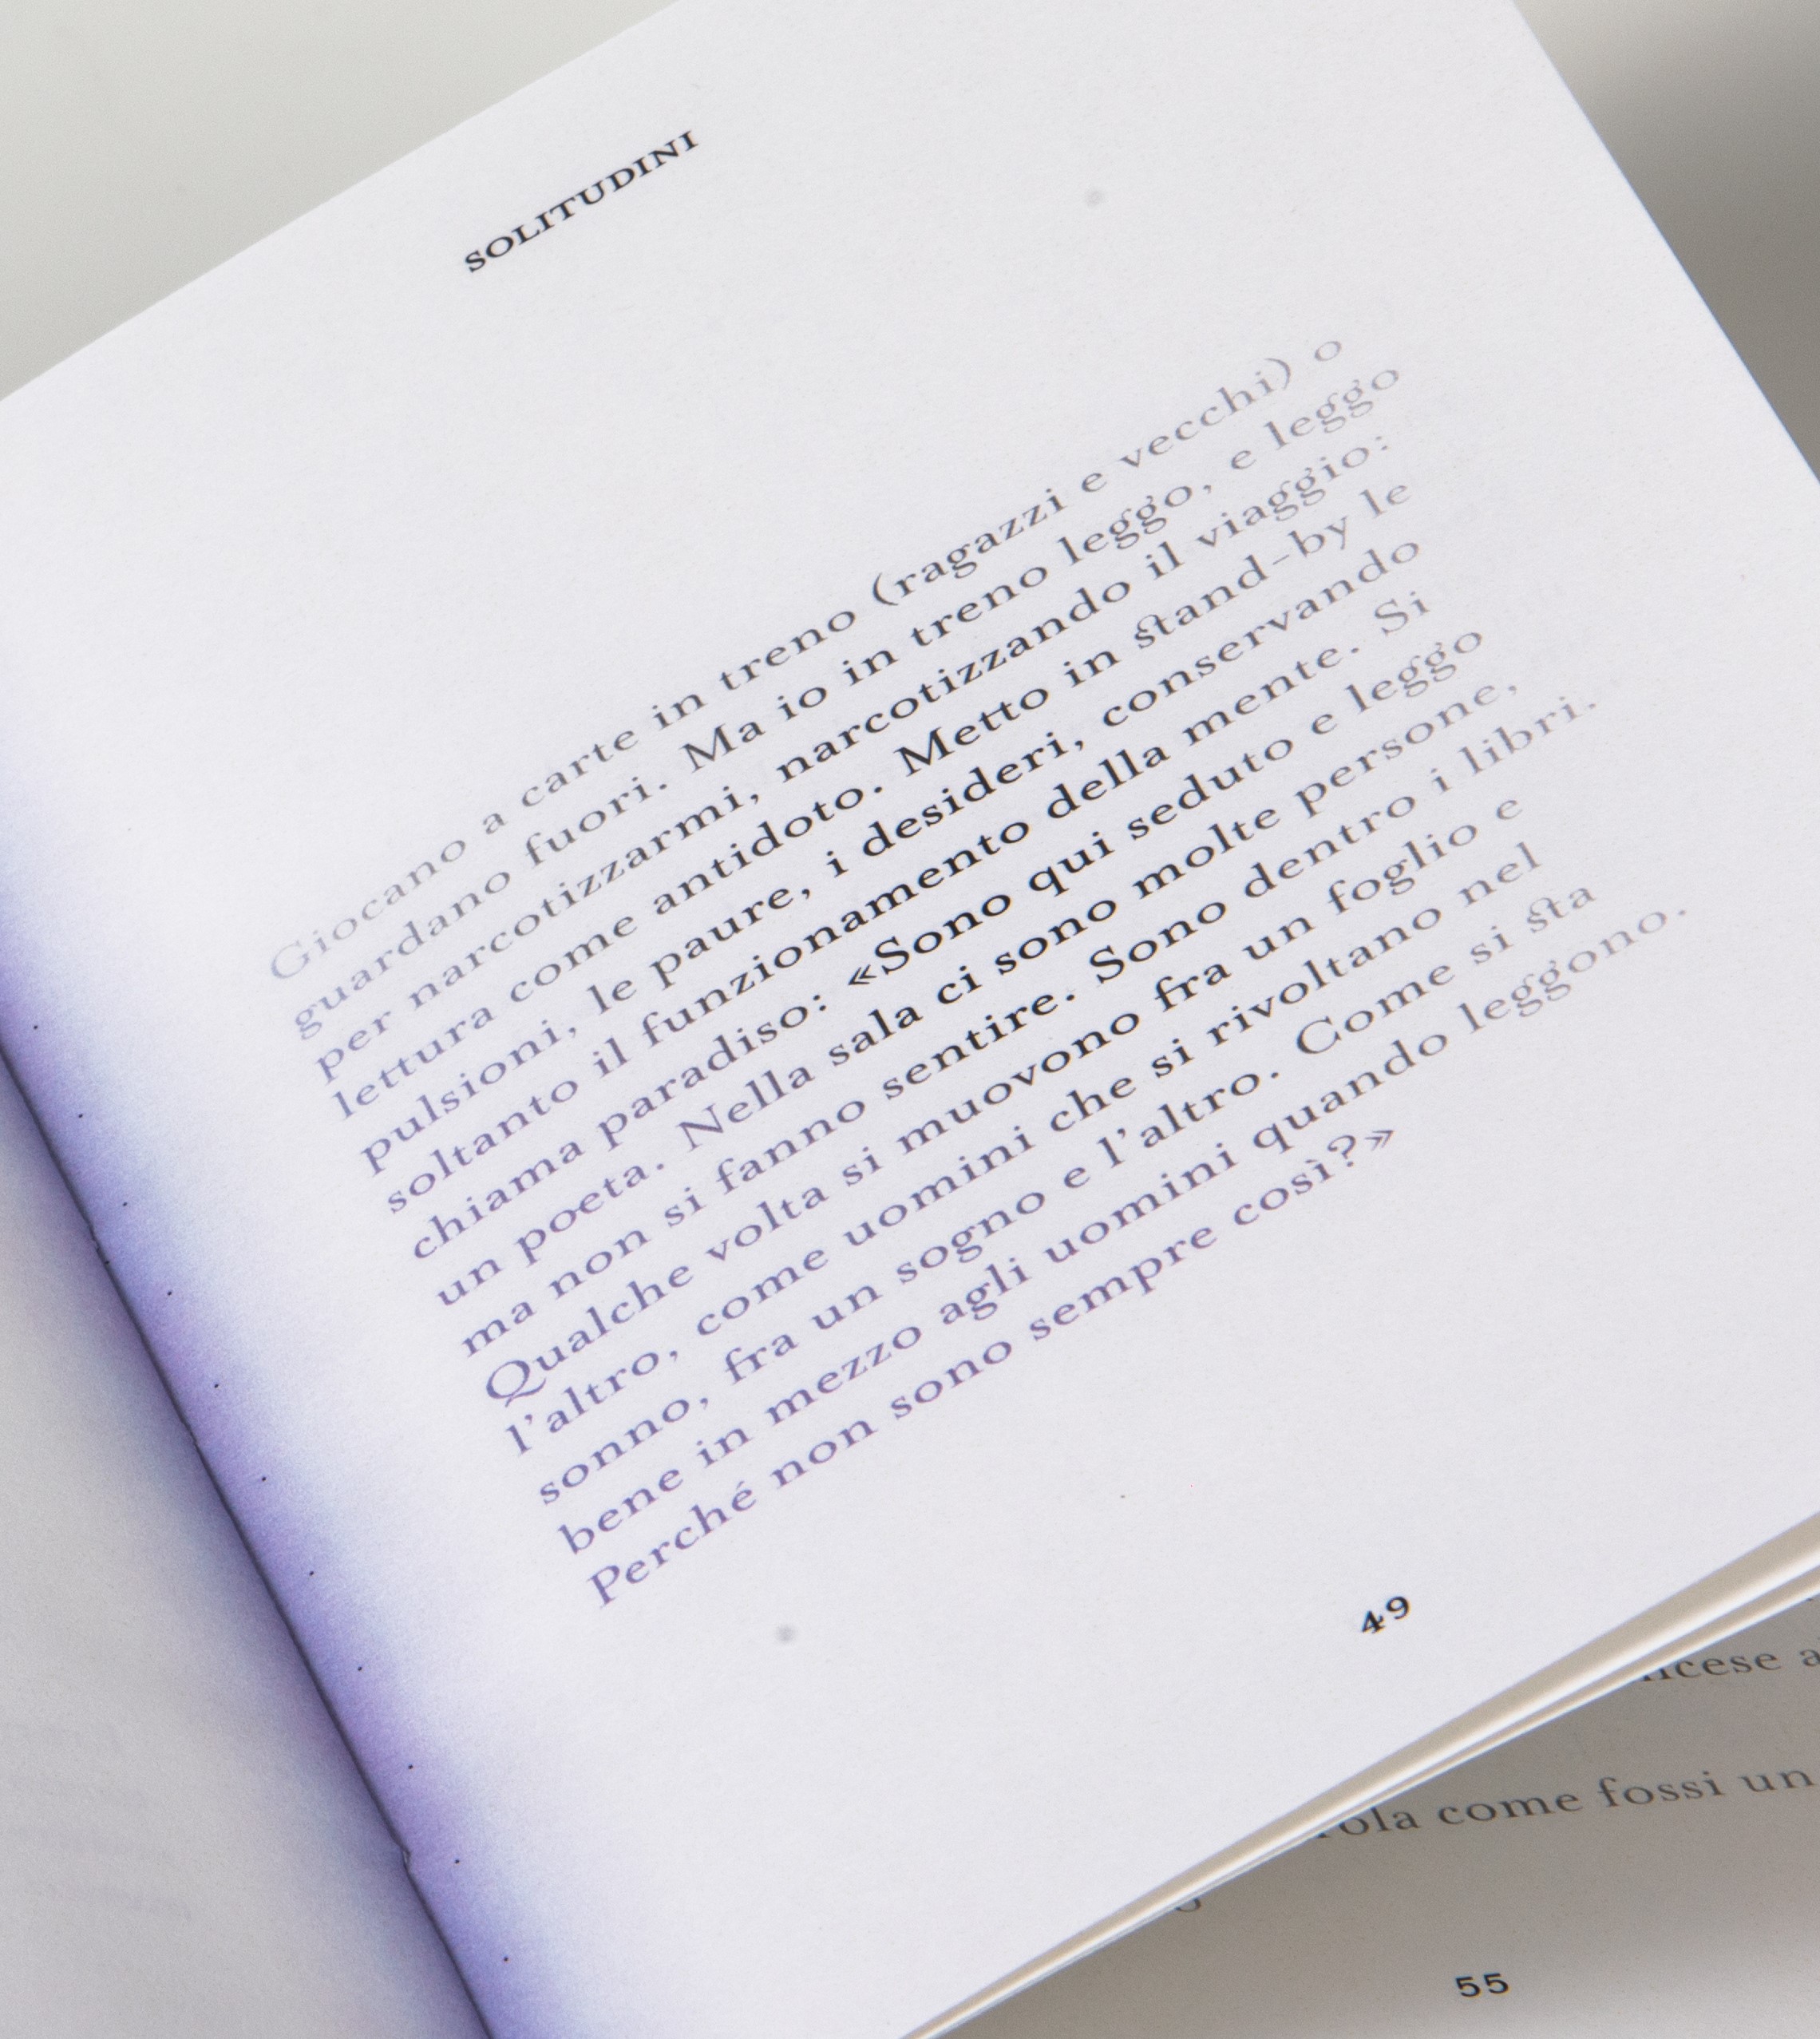 SOLITUDINI
Giocano a carte in treno (ragazzi e vecchi) o
guardano fuori. Ma io in treno leggo, e leggo
per narcotizzarmi, narcotizzando il viaggio:
lettura come antidoto. Metto in stand-by le
pulsioni, le paure, i desideri, conservando
soltanto il funzionamento della mente. Si
chiama paradiso: «Sono qui seduto e leggo
un poeta. Nella sala ci sono molte persone,
ma non si fanno sentire. Sono dentro i libri.
Qualche volta si muovono fra un foglio e
l'altro, come uomini che si rivoltano nel
sonno, fra un sogno e l'altro. Come si sta
bene in mezzo agli uomini quando leggono.
Perché non sono sempre così?»
49
come fossi un
55